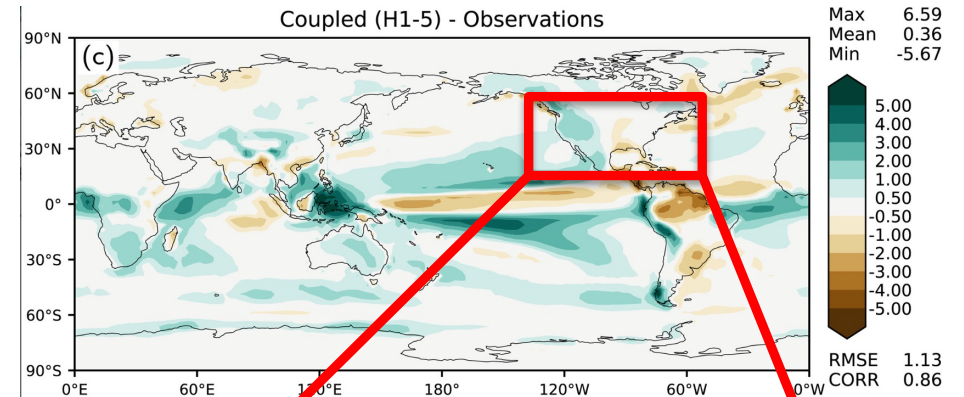 Coupled (H1-5) - Observations
Max 6.59
Mean 0.36
Min -5.67
(c)
90°N
60°N
30°N
0°
30°S
60°S
90°S
0°E 60°E 120°E 180° 120°W 60°W 0°W
5.00
4.00
3.00
2.00
1.00
0.50
-0.50
-1.00
-2.00
-3.00
-4.00
-5.00
RMSE 1.13
CORR 0.86